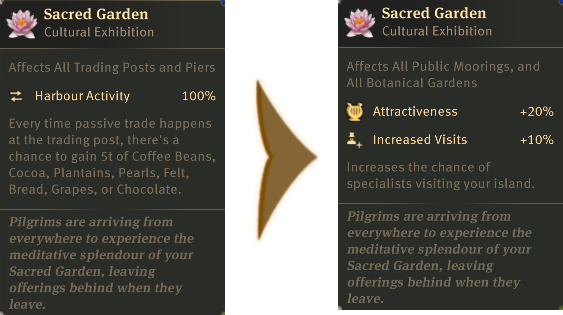 Sacred Garden
Cultural Exhibition
Affects All Trading Posts and Piers
Harbour Activity 100%
Every time passive trade happens
at the trading post, there's a
chance to gain 5t of Coffee Beans,
Cocoa, Plantains, Pearls, Felt,
Bread, Grapes, or Chocolate.
Pilgrims are arriving from
everywhere to experience the
meditative splendour of your
Sacred Garden, leaving
offerings behind when they
leave.
Sacred Garden
Cultural Exhibition
Affects All Public Moorings, and
All Botanical Gardens
Attractiveness +20%
Increased Visits +10%
Increases the chance of
specialists visiting your island.
Pilgrims are arriving from
everywhere to experience the
meditative splendour of your
Sacred Garden, leaving
offerings behind when they
leave.